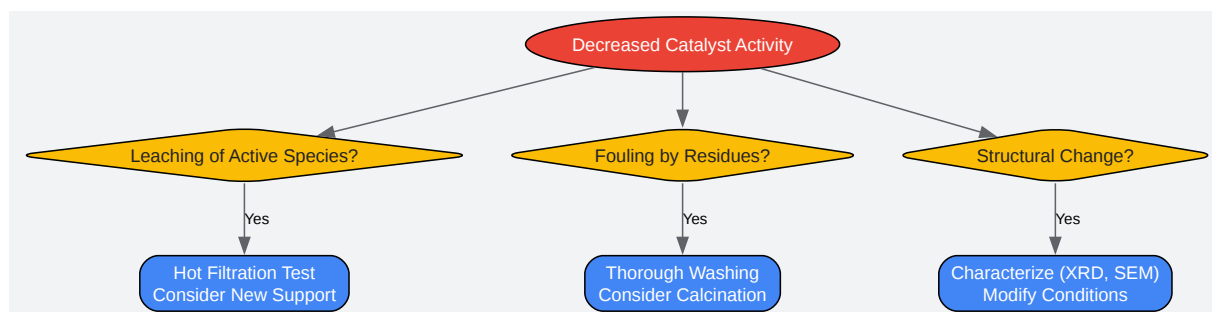 Decreased Catalyst Activity
Leaching of Active Species?
Fouling by Residues?
Structural Change?
Yes
Yes
Yes
Hot Filtration Test
Consider New Support
Thorough Washing
Consider Calcination
Characterize (XRD, SEM)
Modify Conditions